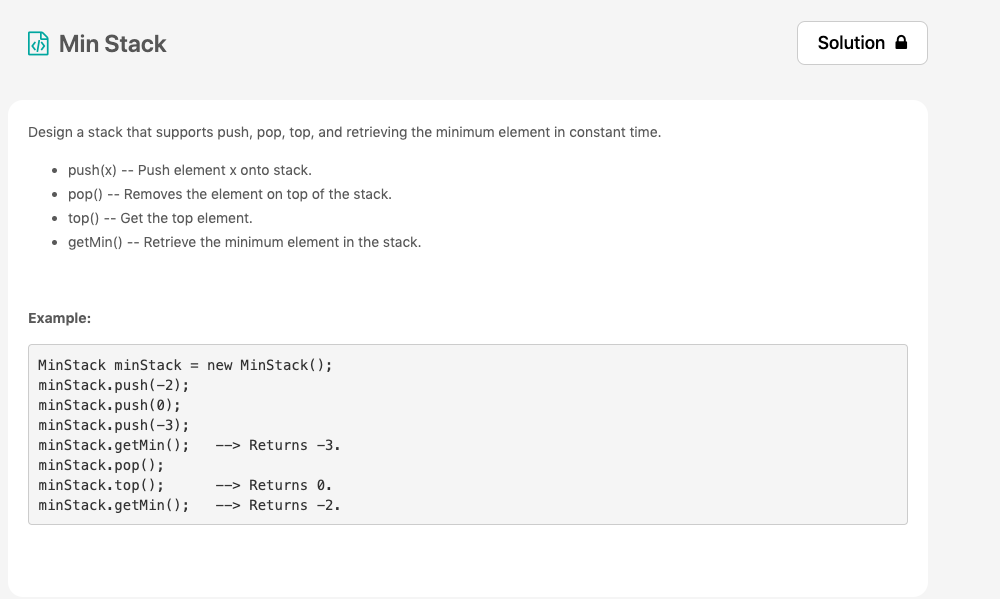 Min Stack
Solution
Design a stack that supports push, pop, top, and retrieving the minimum element in constant time.
• push(x) -- Push element x onto stack.
• pop() -- Removes the element on top of the stack.
• top() -- Get the top element.
• getMin() -- Retrieve the minimum element in the stack.
Example:
MinStack minStack = new MinStack();
minStack.push(-2);
minStack.push(0);
minStack.push(-3);
minStack.getMin();   --> Returns -3.
minStack.pop();
minStack.top();      --> Returns 0.
minStack.getMin();   --> Returns -2.